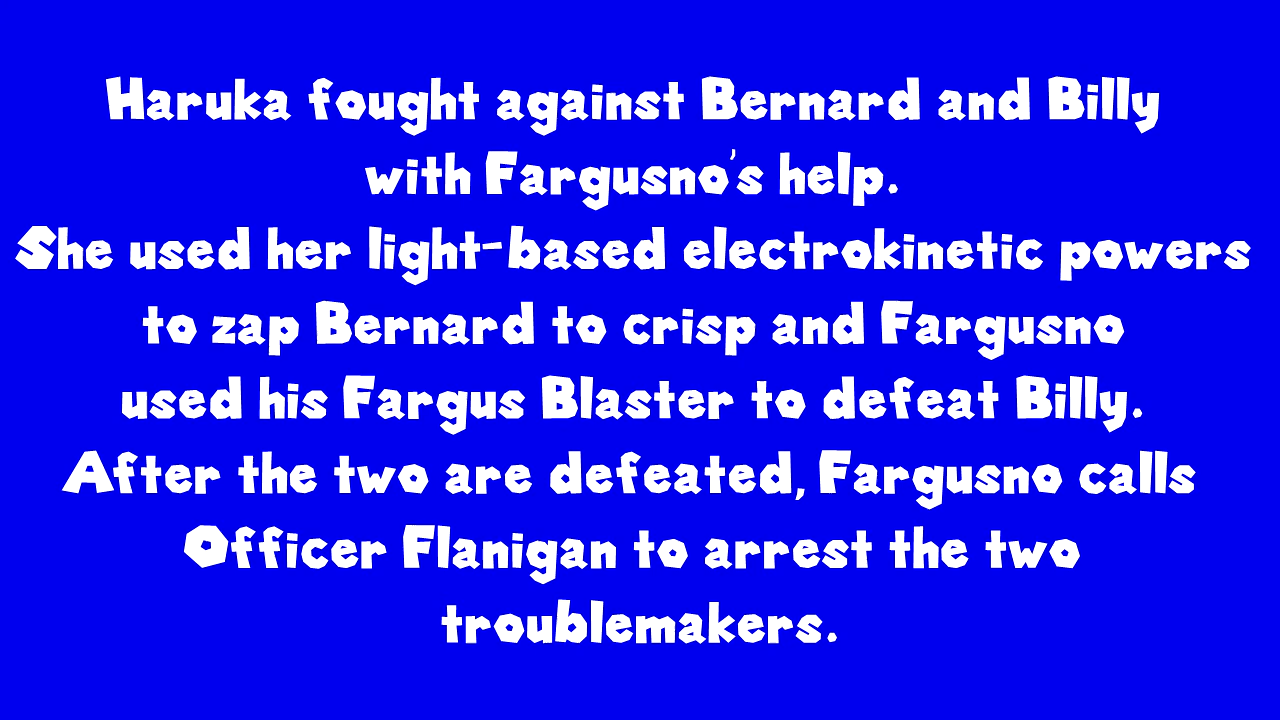 Haruka fought against Bernard and Billy
with Fargusno's help.
She used her light-based electrokinetic powers
to zap Bernard to crisp and Fargusno
used his Fargus Blaster to defeat Billy.
After the two are defeated, Fargusno calls
Officer Flanigan to arrest the two
troublemakers.